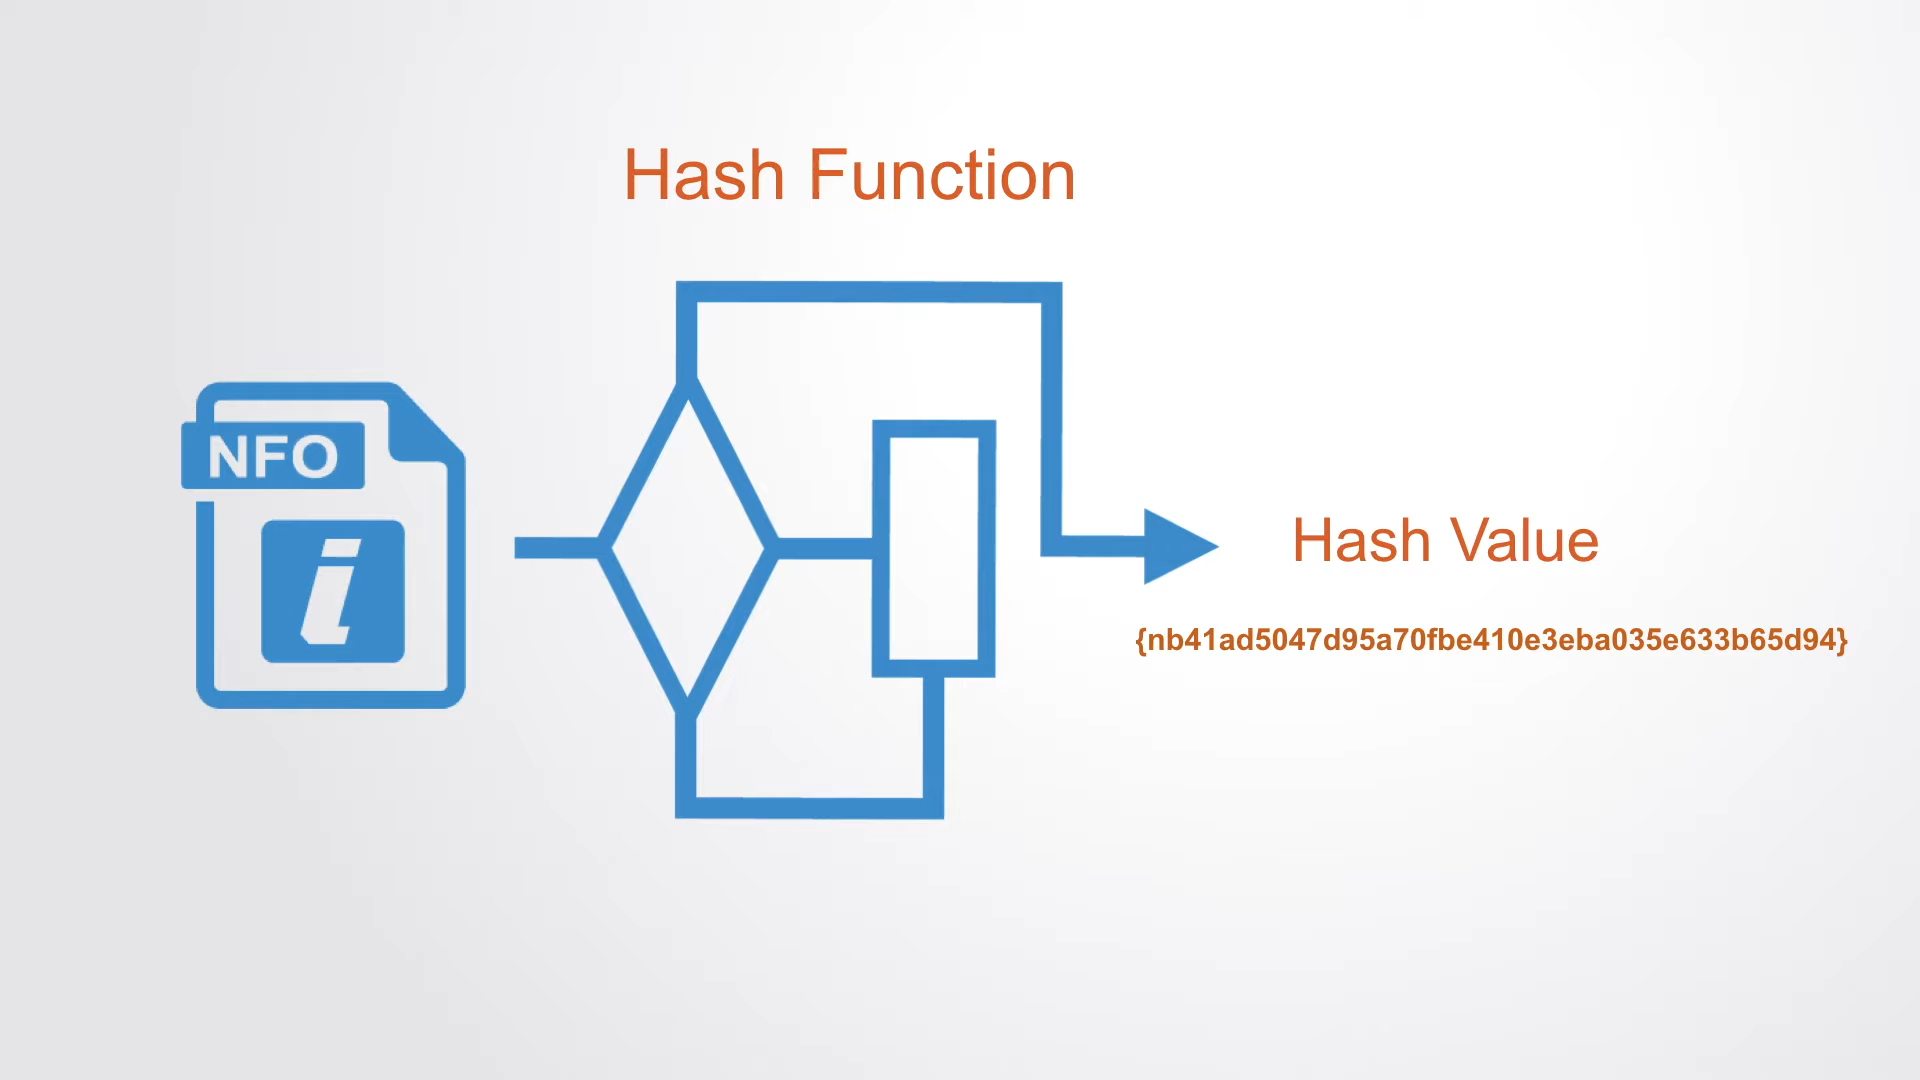 Hash Function
NFO
i
Hash Value
{nb41ad5047d95a70fbe410e3eba035e633b65d94}